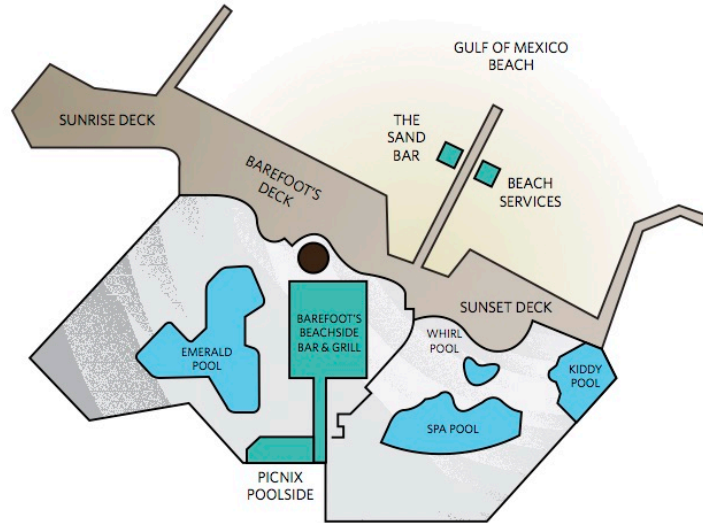 GULF OF MEXICO
BEACH
SUNRISE DECK
THE
SAND
BAR
BAREFOOT'S
DECK
BEACH
SERVICES
SUNSET DECK
BAREFOOT'S
BEACHSIDE
BAR & GRILL
WHIRL
POOL
EMERALD
POOL
KIDDY
POOL
SPA POOL
PICNIX
POOLSIDE